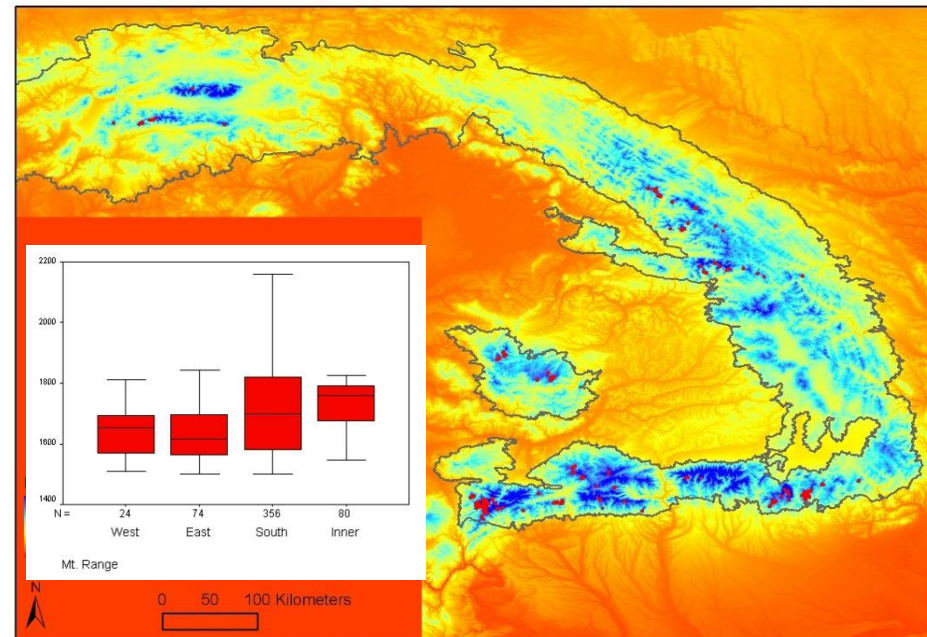 2200
2000
1800
1600
1400
N = 24 74 356 80
West East South Inner
Mt. Range
N
0 50 100 Kilometers